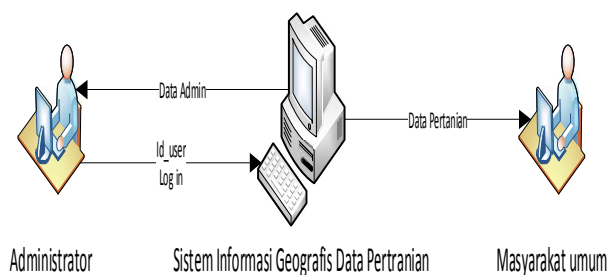 Data Admin
Data Pertanian
Id_user
Log in
Administrator
Sistem Informasi Geografis Data Pertranian
Masyarakat umum